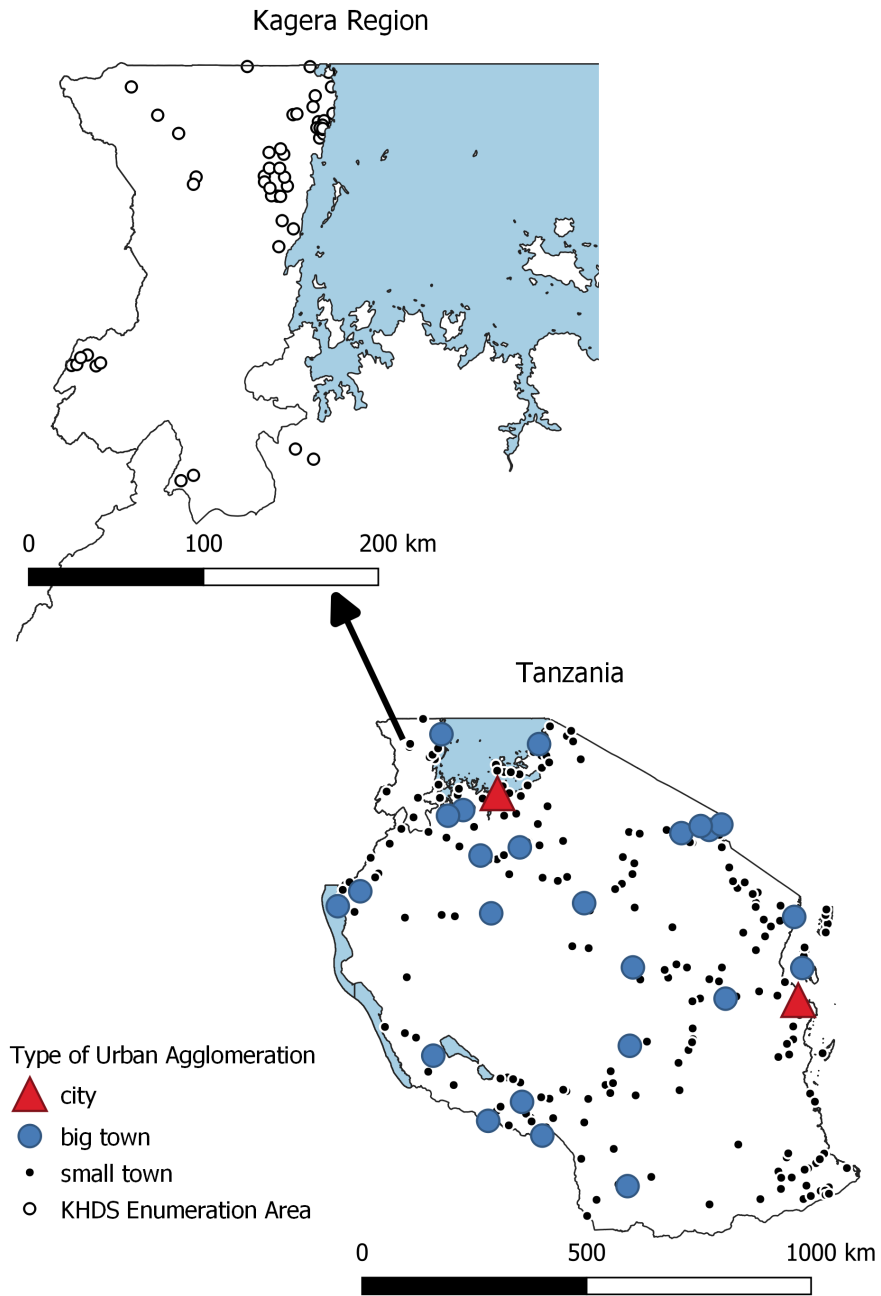 Kagera Region
0 100 200 km
Tanzania
Type of Urban Agglomeration
city
big town
small town
KHDS Enumeration Area
0 500 1000 km